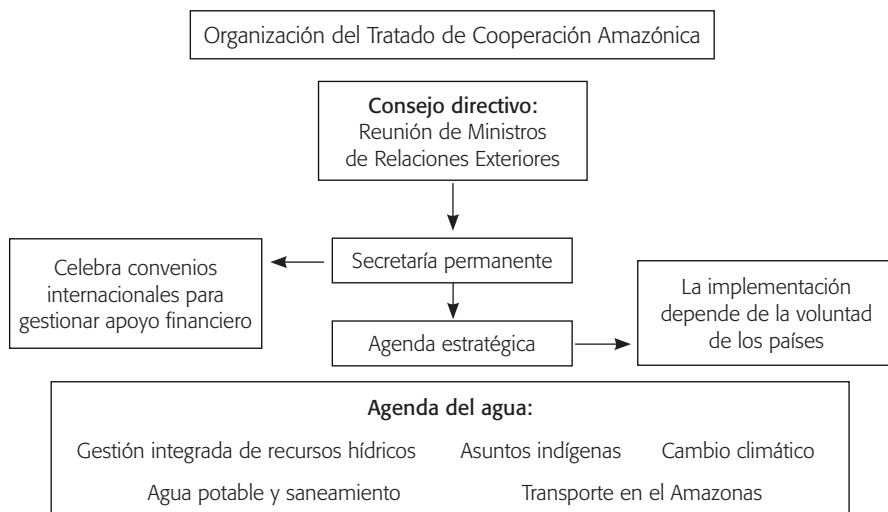 Organización del Tratado de Cooperación Amazónica
Consejo directivo:
Reunión de Ministros
de Relaciones Exteriores
Secretaría permanente
Celebra convenios
internacionales para
gestionar apoyo financiero
Agenda estratégica
La implementación
depende de la voluntad
de los países
Agenda del agua:
Gestión integrada de recursos hídricos Asuntos indígenas Cambio climático
Agua potable y saneamiento Transporte en el Amazonas